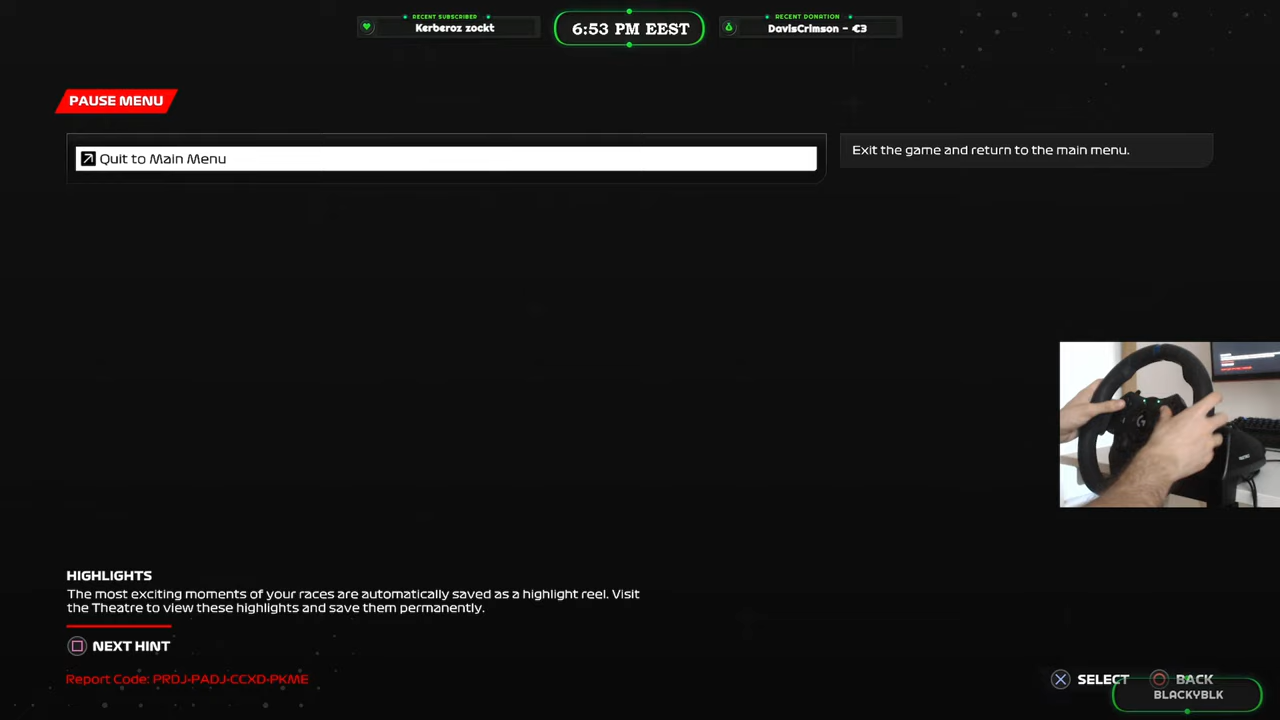 RECENT SUBSCRIBER
Kerberoz zockt
6:53 PM EEST
RECENT DONATION
DavisCrimson - €3
PAUSE MENU
Quit to Main Menu
Exit the game and return to the main menu.
HIGHLIGHTS
The most exciting moments of your races are automatically saved as a highlight reel. Visit
the Theatre to view these highlights and save them permanently.
NEXT HINT
Report Code: PRDJ-PADJ-CCXD-PKME
SELECT
BACK
BLACKYBLK